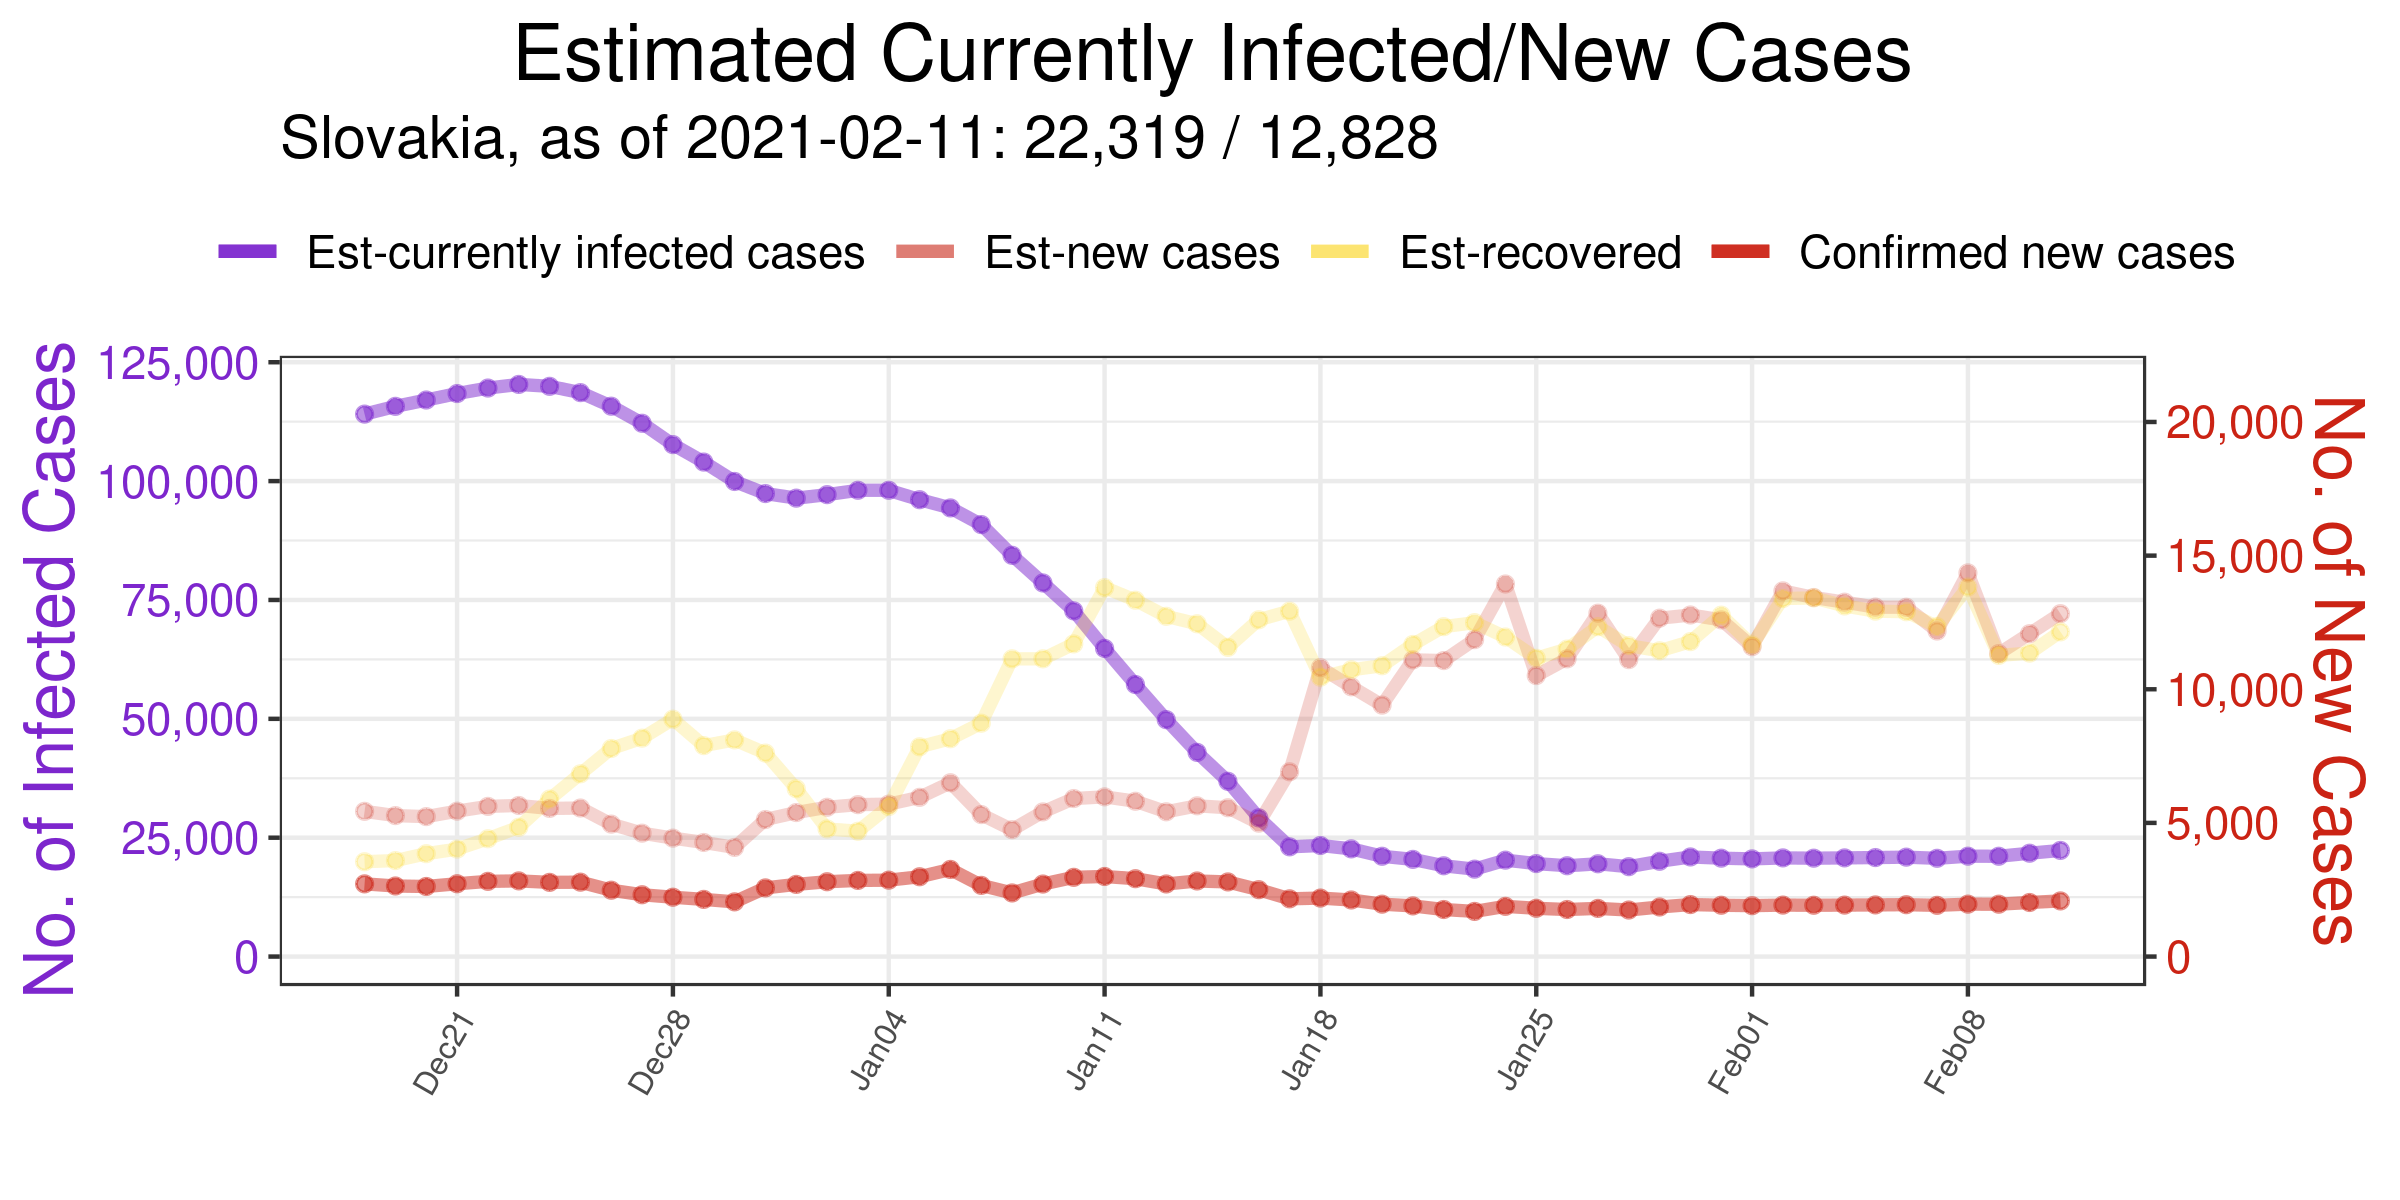 Estimated Currently Infected/New Cases
Slovakia, as of 2021-02-11: 22,319 / 12,828
Est-currently infected cases Est-new cases Est-recovered Confirmed new cases
No. of Infected Cases
125,000
100,000
75,000
50,000
25,000
0
20,000
15,000
10,000
5,000
0
No. of New Cases
Dec21 Dec28 Jan04 Jan11 Jan18 Jan25 Feb01 Feb08